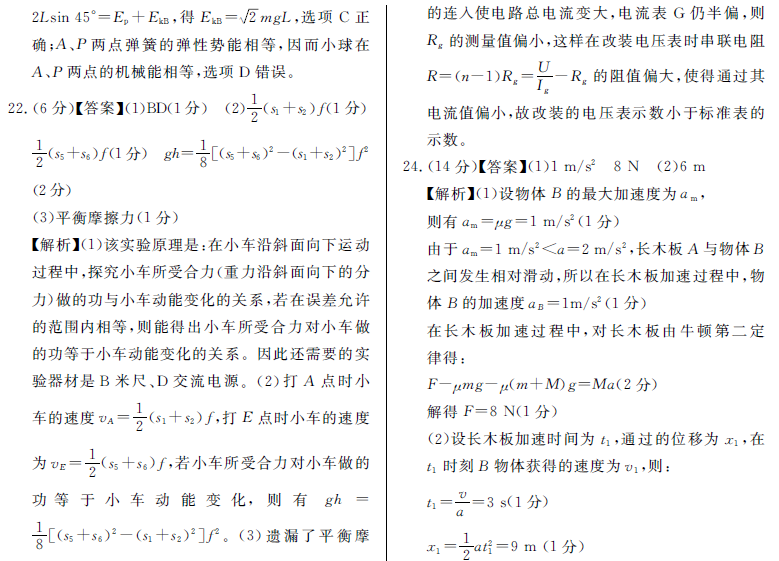 2Lsin 45°=Eₚ+E_kB,得 E_kB=√2 mgL,选项 C 正
确;A、P 两点弹簧的弹性势能相等,因而小球在
A、P 两点的机械能相等,选项 D 错误。
22.(6 分)【答案】(1)BD(1 分) (2)1/2(s₁+s₂)f(1 分)
1/2(s₅+s₆)f(1 分) gh=1/8[(s₅+s₆)²-(s₁+s₂)²]f²
(2 分)
(3)平衡摩擦力(1 分)
【解析】(1)该实验原理是:在小车沿斜面向下运动
过程中,探究小车所受合力(重力沿斜面向下的分
力)做的功与小车动能变化的关系,若在误差允许
的范围内相等,则能得出小车所受合力对小车做
的功等于小车动能变化的关系。因此还需要的实
验器材是 B 米尺、D 交流电源。(2)打 A 点时小
车的速度 v_A=1/2(s₁+s₂)f,打 E 点时小车的速度
为 v_E=1/2(s₅+s₆)f,若小车所受合力对小车做的
功等于小车动能变化,则有 gh=
1/8[(s₅+s₆)²-(s₁+s₂)²]f²。(3)遗漏了平衡摩
的连入使电路总电流变大,电流表 G 仍半偏,则
R_g 的测量值偏小,这样在改装电压表时串联电阻
R=(n-1)R_g=U/I_g-R_g 的阻值偏大,使得通过其
电流值偏小,故改装的电压表示数小于标准表的
示数。
24.(14 分)【答案】(1)1 m/s² 8 N (2)6 m
【解析】(1)设物体 B 的最大加速度为 a_m,
则有 a_m=μg=1 m/s²(1 分)
由于 a_m=1 m/s²<a=2 m/s²,长木板 A 与物体 B
之间发生相对滑动,所以在长木板加速过程中,物
体 B 的加速度 a_B=1m/s²(1 分)
在长木板加速过程中,对长木板由牛顿第二定
律得:
F-μmg-μ(m+M)g=Ma(2 分)
解得 F=8 N(1 分)
(2)设长木板加速时间为 t₁,通过的位移为 x₁,在
t₁ 时刻 B 物体获得的速度为 v₁,则:
t₁=v/a=3 s(1 分)
x₁=1/2at₁²=9 m (1 分)